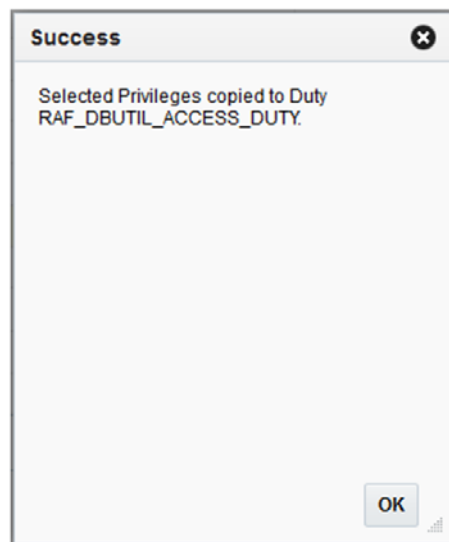 Success
Selected Privileges copied to Duty
RAF_DBUTIL_ACCESS_DUTY.
OK